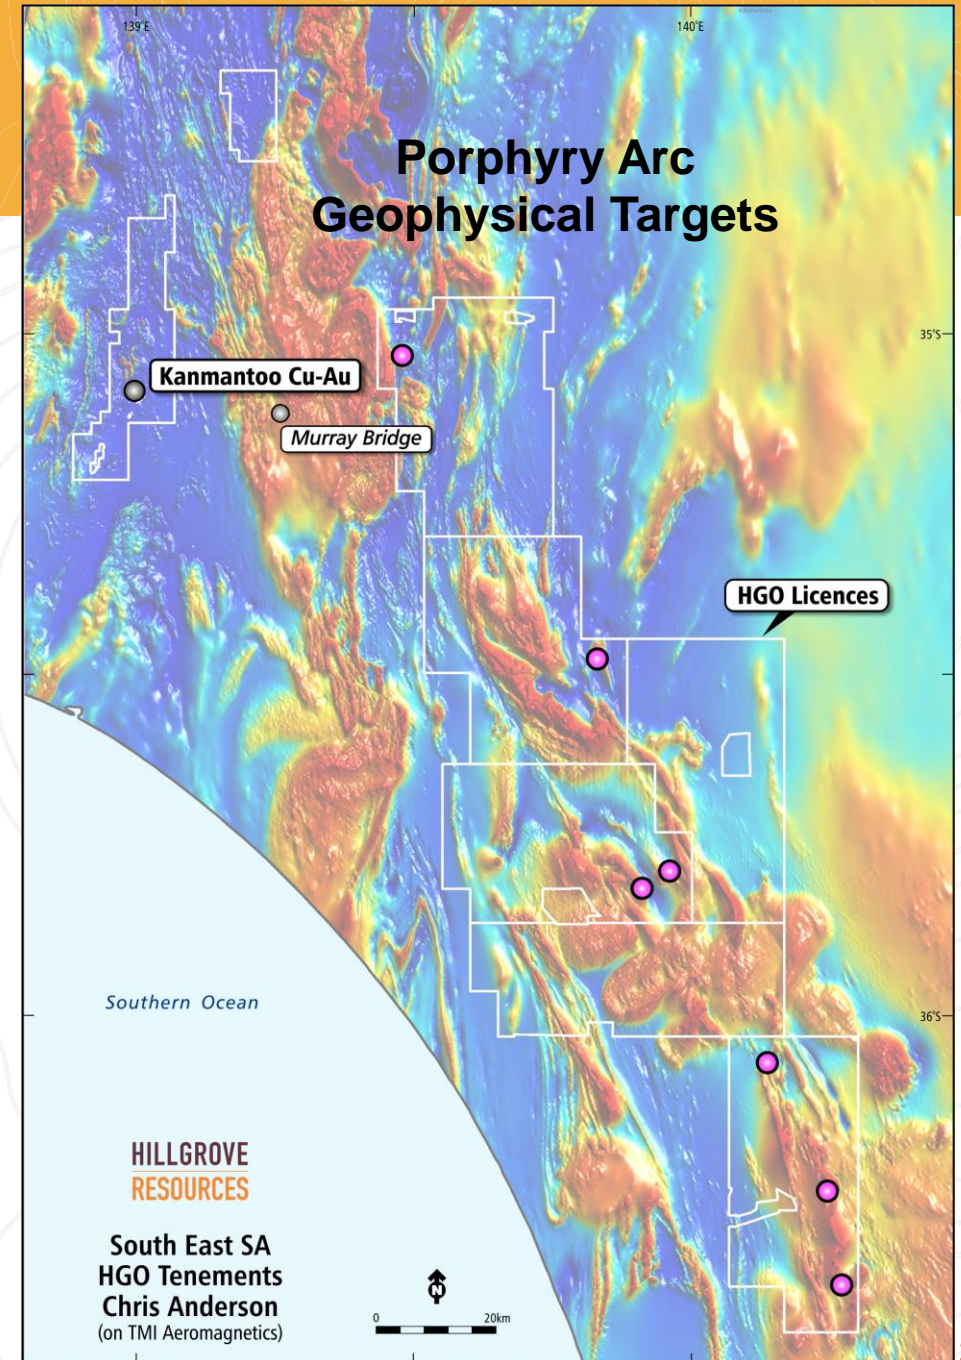 139°E
140°E
Porphyry Arc
Geophysical Targets
35°S
Kanmantoo Cu-Au
Murray Bridge
HGO Licences
Southern Ocean
36°S
HILLGROVE
RESOURCES
South East SA
HGO Tenements
Chris Anderson
(on TMI Aeromagnetics)
N
0
20km